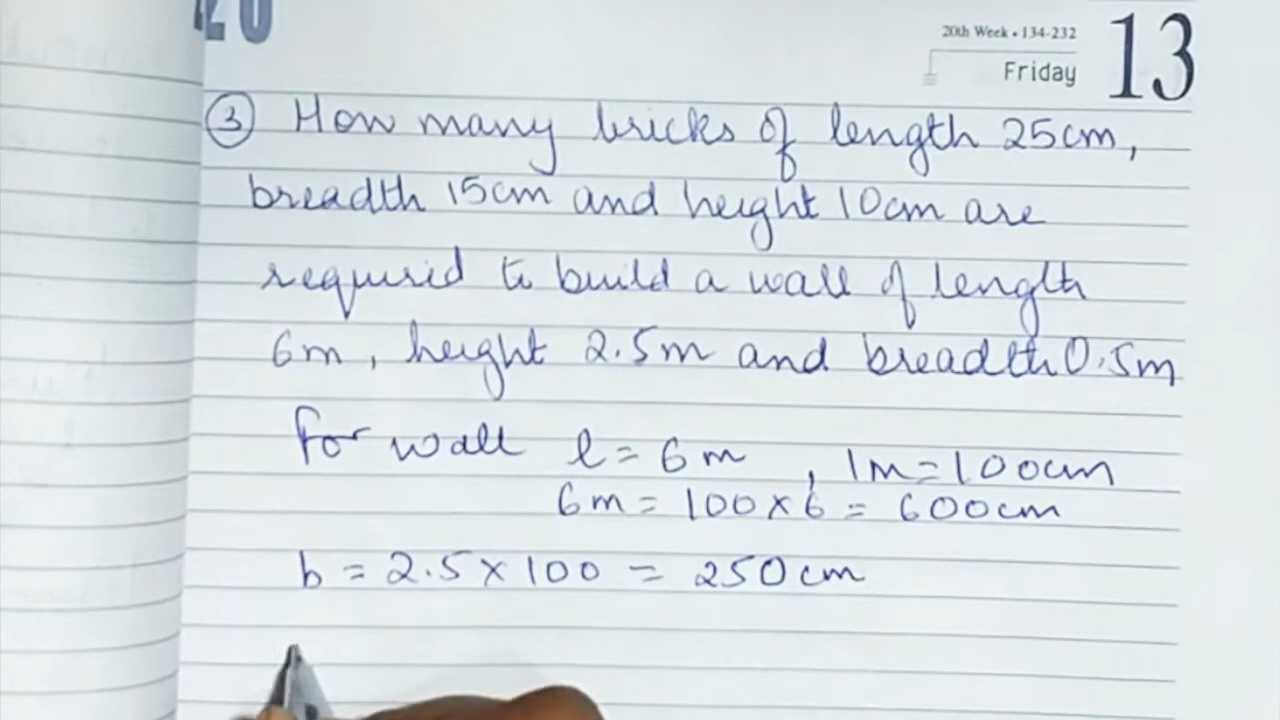 20th Week • 134-232
Friday
13
③ How many bricks of length 25cm,
breadth 15cm and height 10cm are
required to build a wall of length
6m, height 2.5m and breadth 0.5m
For wall l = 6m , 1m = 100cm
6m = 100 × 6 = 600cm
b = 2.5 × 100 = 250cm